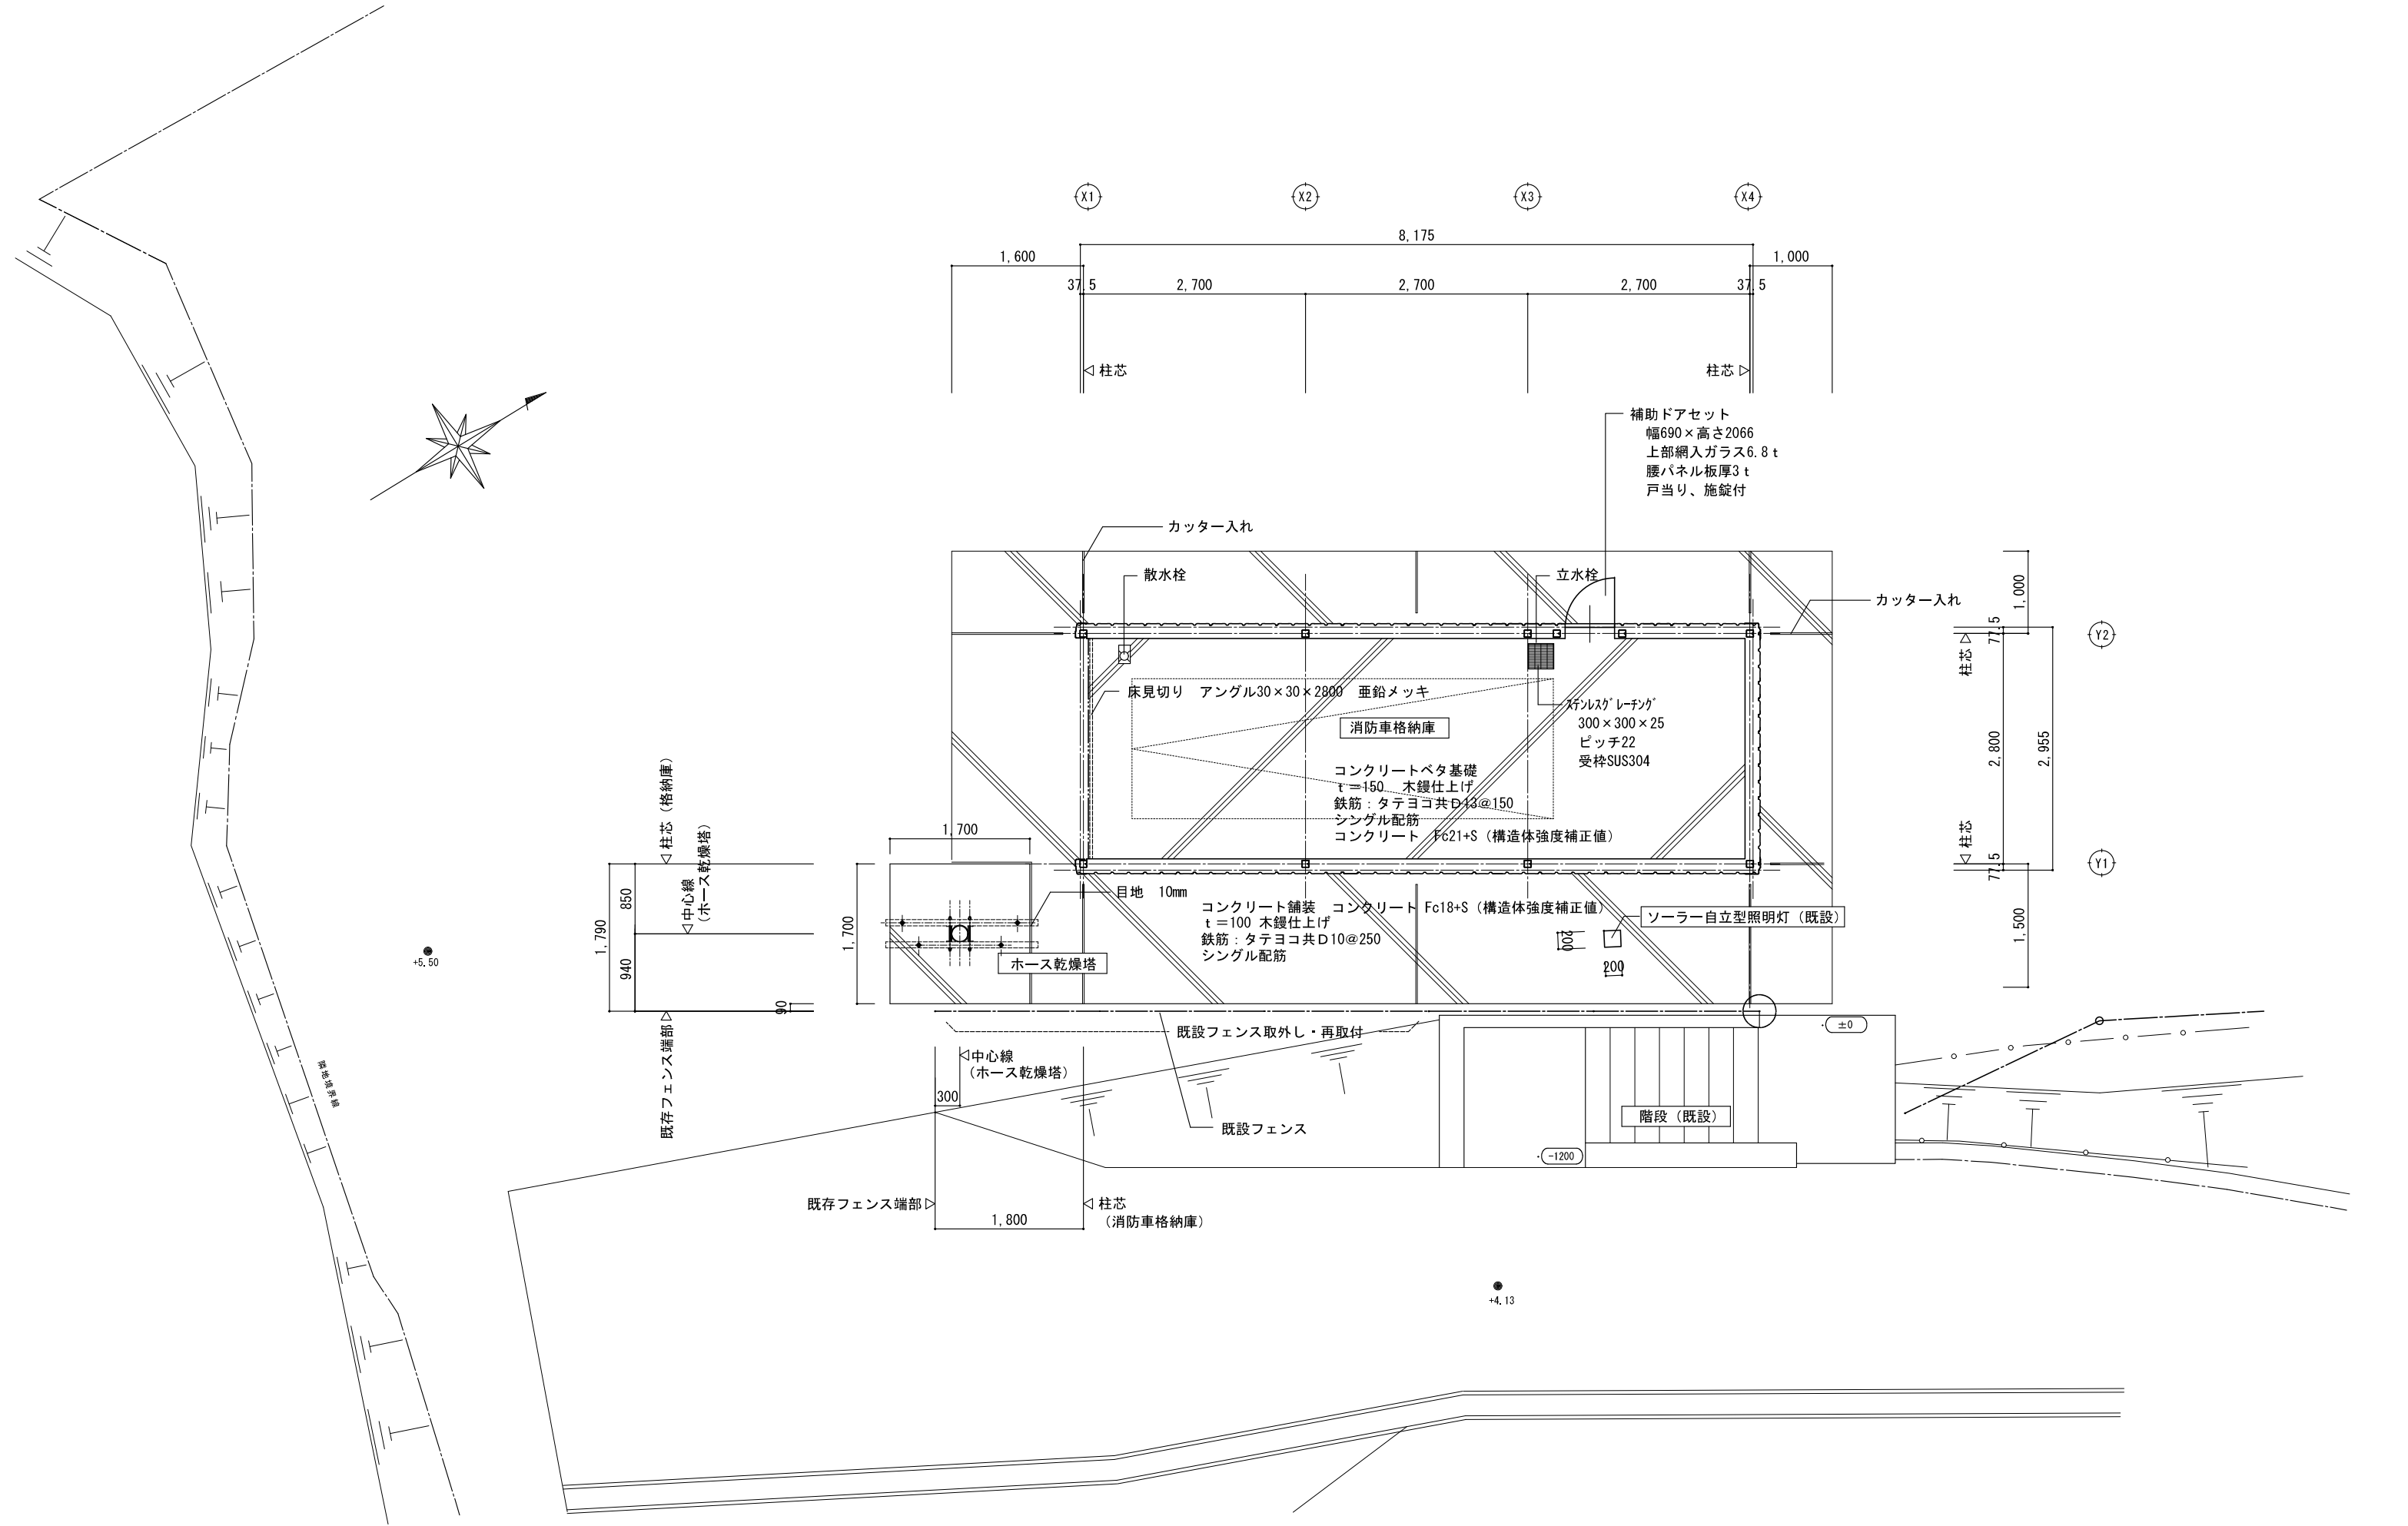 X1
X2
X3
X4
8,175
1,600
1,000
37.5
2,700
2,700
2,700
37.5
柱芯
柱芯
補助ドアセット
幅690×高さ2066
上部網入ガラス6.8ｔ
腰パネル板厚3ｔ
戸当り、施錠付
カッター入れ
散水栓
立水栓
カッター入れ
1,000
77.5
Y2
柱芯
床見切り　アングル30×30×2800　亜鉛メッキ
ｽﾃﾝﾚｽｸﾞﾚｰﾁﾝｸﾞ
300×300×25
ピッチ22
受枠SUS304
消防車格納庫
2,800
2,955
コンクリートベタ基礎
ｔ＝150　木鏝仕上げ
鉄筋：タテヨコ共Ｄ13＠150
シングル配筋
コンクリート　Fc21+S（構造体強度補正値）
柱芯
77.5
Y1
柱芯（格納庫）
中心線
（ホース乾燥塔）
1,700
1,790
850
940
90
1,700
既存フェンス端部
目地　10mm
ホース乾燥塔
コンクリート舗装　コンクリート Fc18+S（構造体強度補正値）
ｔ＝100 木鏝仕上げ
鉄筋：タテヨコ共Ｄ10＠250
シングル配筋
200
200
ソーラー自立型照明灯（既設）
1,500
+5.50
既設フェンス取外し・再取付
±0
中心線
（ホース乾燥塔）
300
既設フェンス
階段（既設）
-1200
隣地境界線
既存フェンス端部
柱芯
（消防車格納庫）
1,800
+4.13